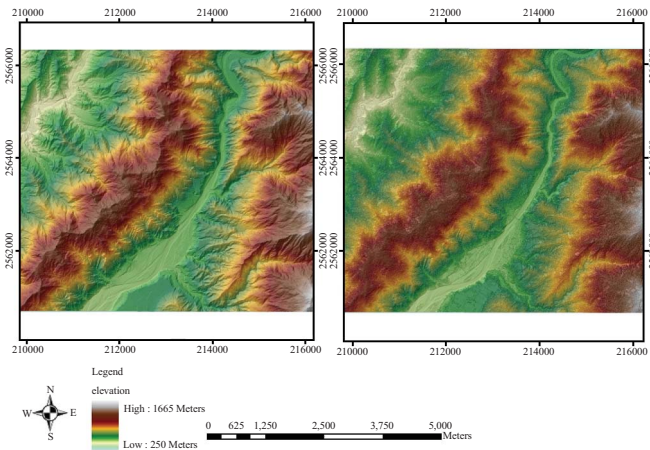 210000 212000 214000 216000
210000 212000 214000 216000
2566000
2564000
2562000
2566000
2564000
2562000
210000 212000 214000 216000
210000 212000 214000 216000
Legend
elevation
High : 1665 Meters
Low : 250 Meters
N
W E
S
0 625 1,250 2,500 3,750 5,000
Meters